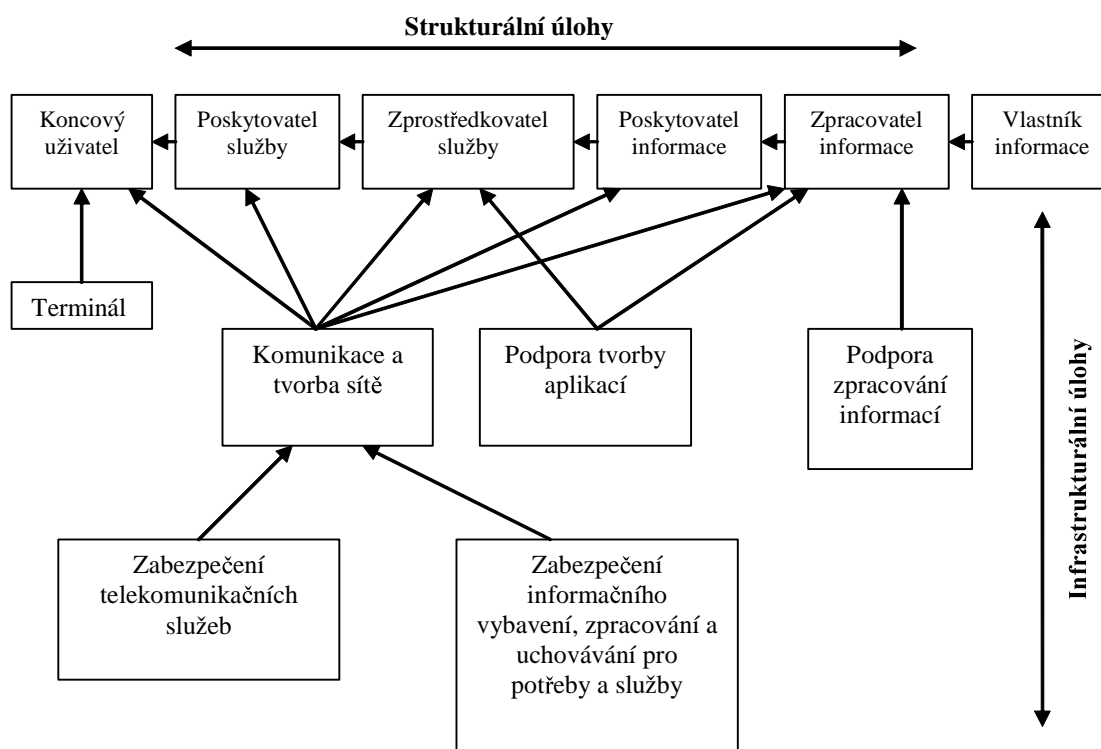 Strukturální úlohy
Koncový
uživatel
Poskytovatel
služby
Zprostředkovatel
služby
Poskytovatel
informace
Zpracovatel
informace
Vlastník
informace
Terminál
Komunikace a
tvorba sítě
Podpora tvorby
aplikací
Podpora
zpracování
informací
Infrastrukturální úlohy
Zabezpečení
telekomunikačních
služeb
Zabezpečení
informačního
vybavení, zpracování a
uchovávání pro
potřeby a služby